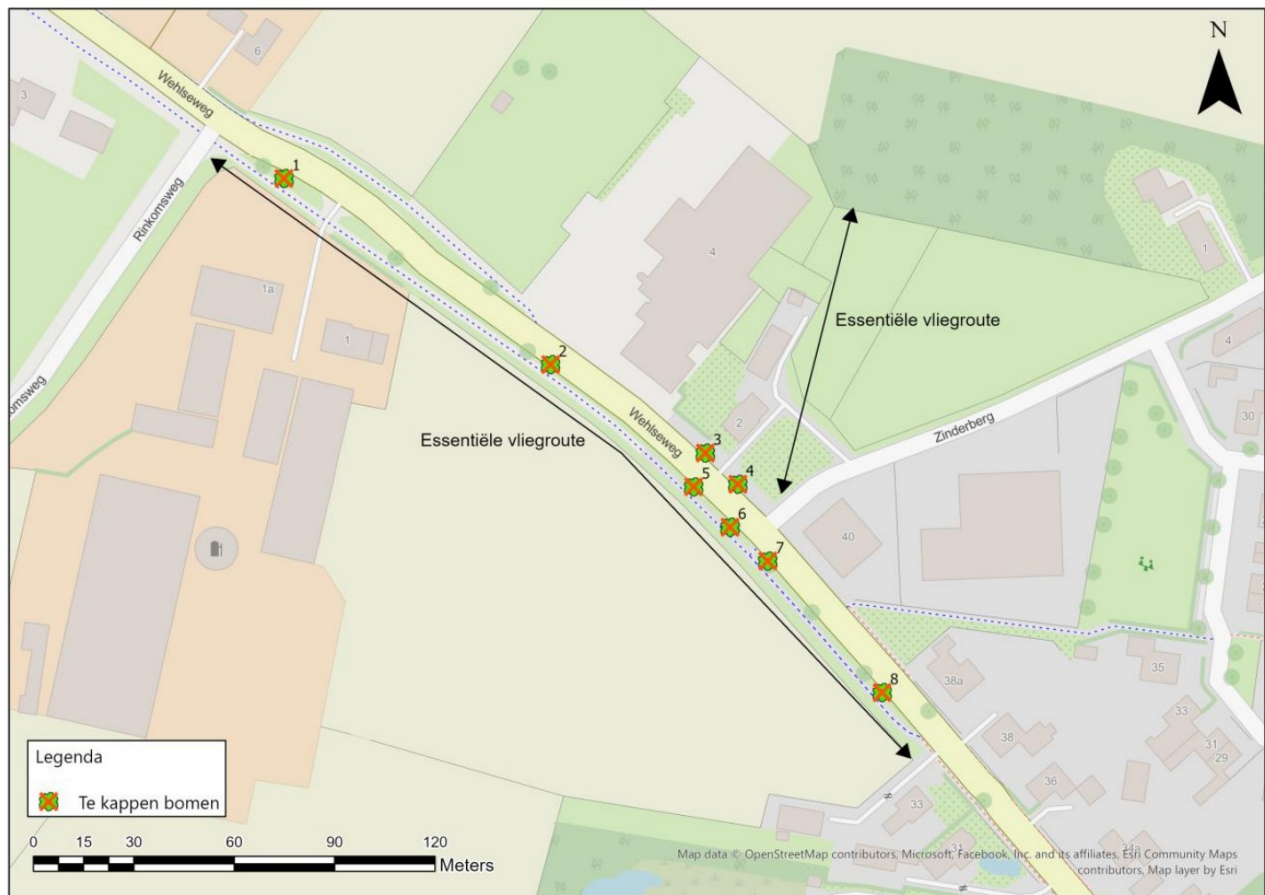 N
6
3
Wehlseweg
1
Rinkomsweg
4
1
Essentiële vliegroute
1a
1
4
2
Wehlseweg
30
Essentiële vliegroute
2
Zinderberg
3
4
5
6
7
40
8
38a
35
33
38
31
29
36
33
31
34a
Legenda
Te kappen bomen
0 15 30 60 90 120
Meters
Map data © OpenStreetMap contributors, Microsoft, Facebook, Inc. and its affiliates, Esri Community Maps
contributors, Map layer by Esri